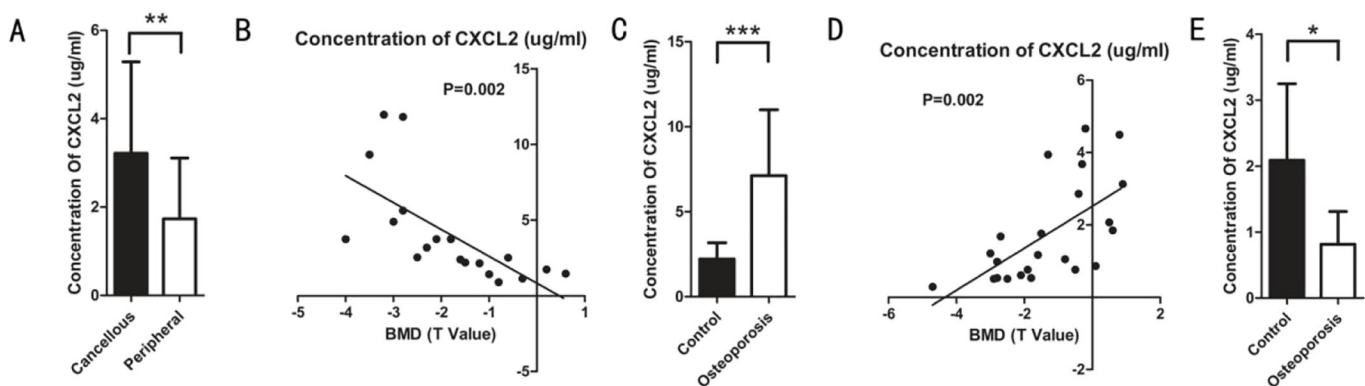 A
**
Concentration Of CXCL2 (ug/ml)
6
4
2
0
Cancellous
Peripheral
B
Concentration of CXCL2 (ug/ml)
P=0.002
15
10
5
-5
-5
-4
-3
-2
-1
0
1
BMD (T Value)
C
***
Concentration Of CXCL2 (ug/ml)
15
10
5
0
Control
Osteoporosis
D
Concentration of CXCL2 (ug/ml)
P=0.002
6
4
2
-2
-6
-4
-2
0
2
BMD (T Value)
E
*
Concentration Of CXCL2 (ug/ml)
4
3
2
1
0
Control
Osteoporosis